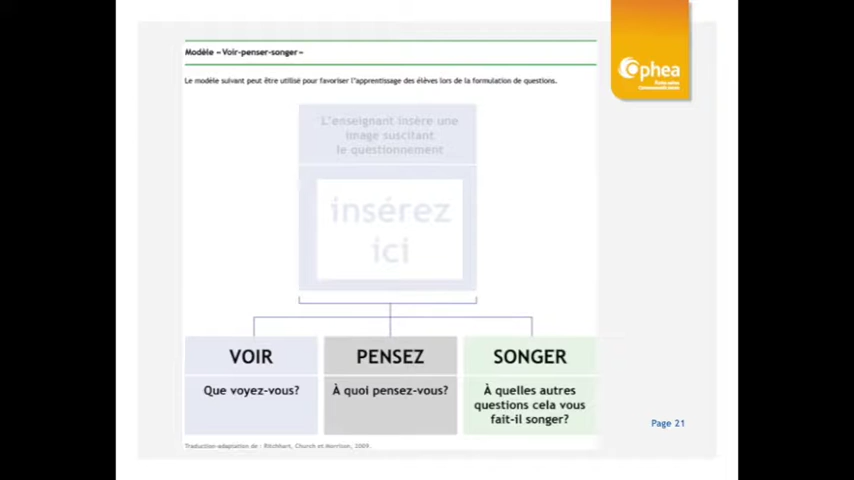 Modèle « Voir-penser-songer »
Le modèle suivant peut être utilisé pour favoriser l'apprentissage des élèves lors de la formulation de questions.
L'enseignant insère une
image suscitant
le questionnement
insérez
ici
VOIR
PENSEZ
SONGER
Que voyez-vous?
À quoi pensez-vous?
À quelles autres
questions cela vous
fait-il songer?
Traduction-adaptation de : Ritchhart, Church et Morrison, 2009.
Page 21
Ophea